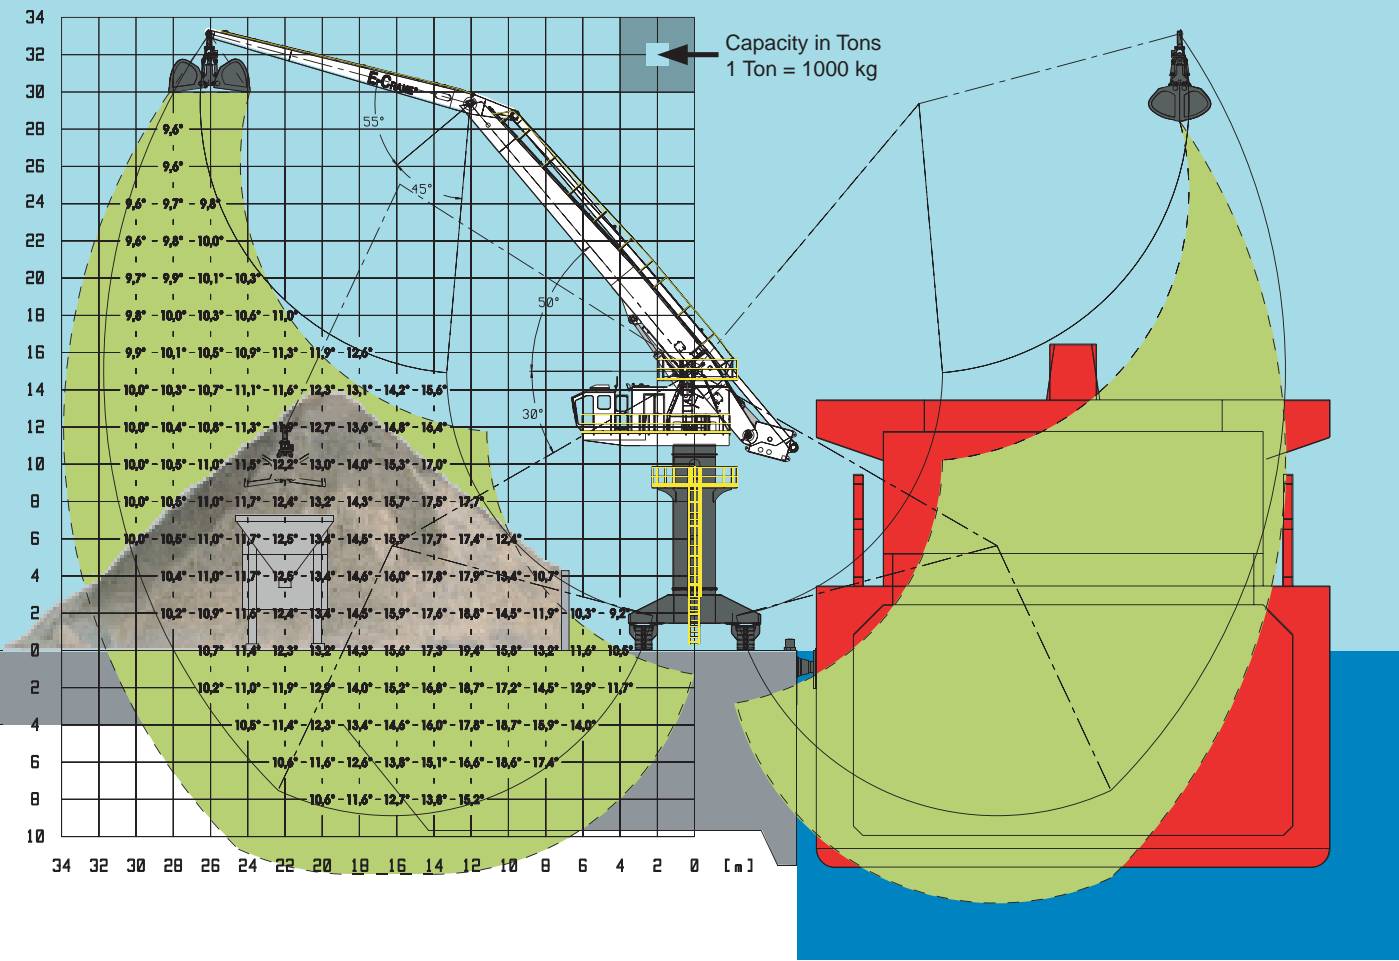 34
Capacity in Tons
32
1 Ton = 1000 kg
E-CRANE®
30
28 9,6°
55°
26 9,6°
45°
24 9,6° - 9,7° - 9,8°
22 9,6° - 9,8° - 10,0°
20 9,7° - 9,9° - 10,1° - 10,3°
50°
18 9,8° - 10,0° - 10,3° - 10,6° - 11,0°
16 9,9° - 10,1° - 10,5° - 10,9° - 11,3° - 11,9° - 12,6°
14 10,0° - 10,3° - 10,7° - 11,1° - 11,6° - 12,3° - 13,1° - 14,2° - 15,6°
30°
12 10,0° - 10,4° - 10,8° - 11,3° - 11,9° - 12,7° - 13,6° - 14,8° - 16,4°
10 10,0° - 10,5° - 11,0° - 11,5° - 12,2° - 13,0° - 14,0° - 15,3° - 17,0°
8 10,0° - 10,5° - 11,0° - 11,7° - 12,4° - 13,2° - 14,3° - 15,7° - 17,5° - 17,7°
6 10,0° - 10,5° - 11,0° - 11,7° - 12,5° - 13,4° - 14,5° - 15,9° - 17,7° - 17,4° - 12,4°
4 10,4° - 11,0° - 11,7° - 12,5° - 13,4° - 14,6° - 16,0° - 17,8° - 17,9° - 13,4° - 10,7°
2 10,2° - 10,9° - 11,6° - 12,4° - 13,4° - 14,5° - 15,9° - 17,6° - 18,8° - 14,5° - 11,9° - 10,3° - 9,2°
0 10,7° - 11,4° - 12,3° - 13,2° - 14,3° - 15,6° - 17,3° - 19,4° - 15,8° - 13,2° - 11,6° - 10,5°
2 10,2° - 11,0° - 11,9° - 12,9° - 14,0° - 15,2° - 16,8° - 18,7° - 17,2° - 14,5° - 12,9° - 11,7°
4 10,5° - 11,4° - 12,3° - 13,4° - 14,6° - 16,0° - 17,8° - 18,7° - 15,9° - 14,0°
6 10,6° - 11,6° - 12,6° - 13,8° - 15,1° - 16,6° - 18,6° - 17,4°
8 10,6° - 11,6° - 12,7° - 13,8° - 15,2°
10
34 32 30 28 26 24 22 20 18 16 14 12 10 8 6 4 2 0 [m]